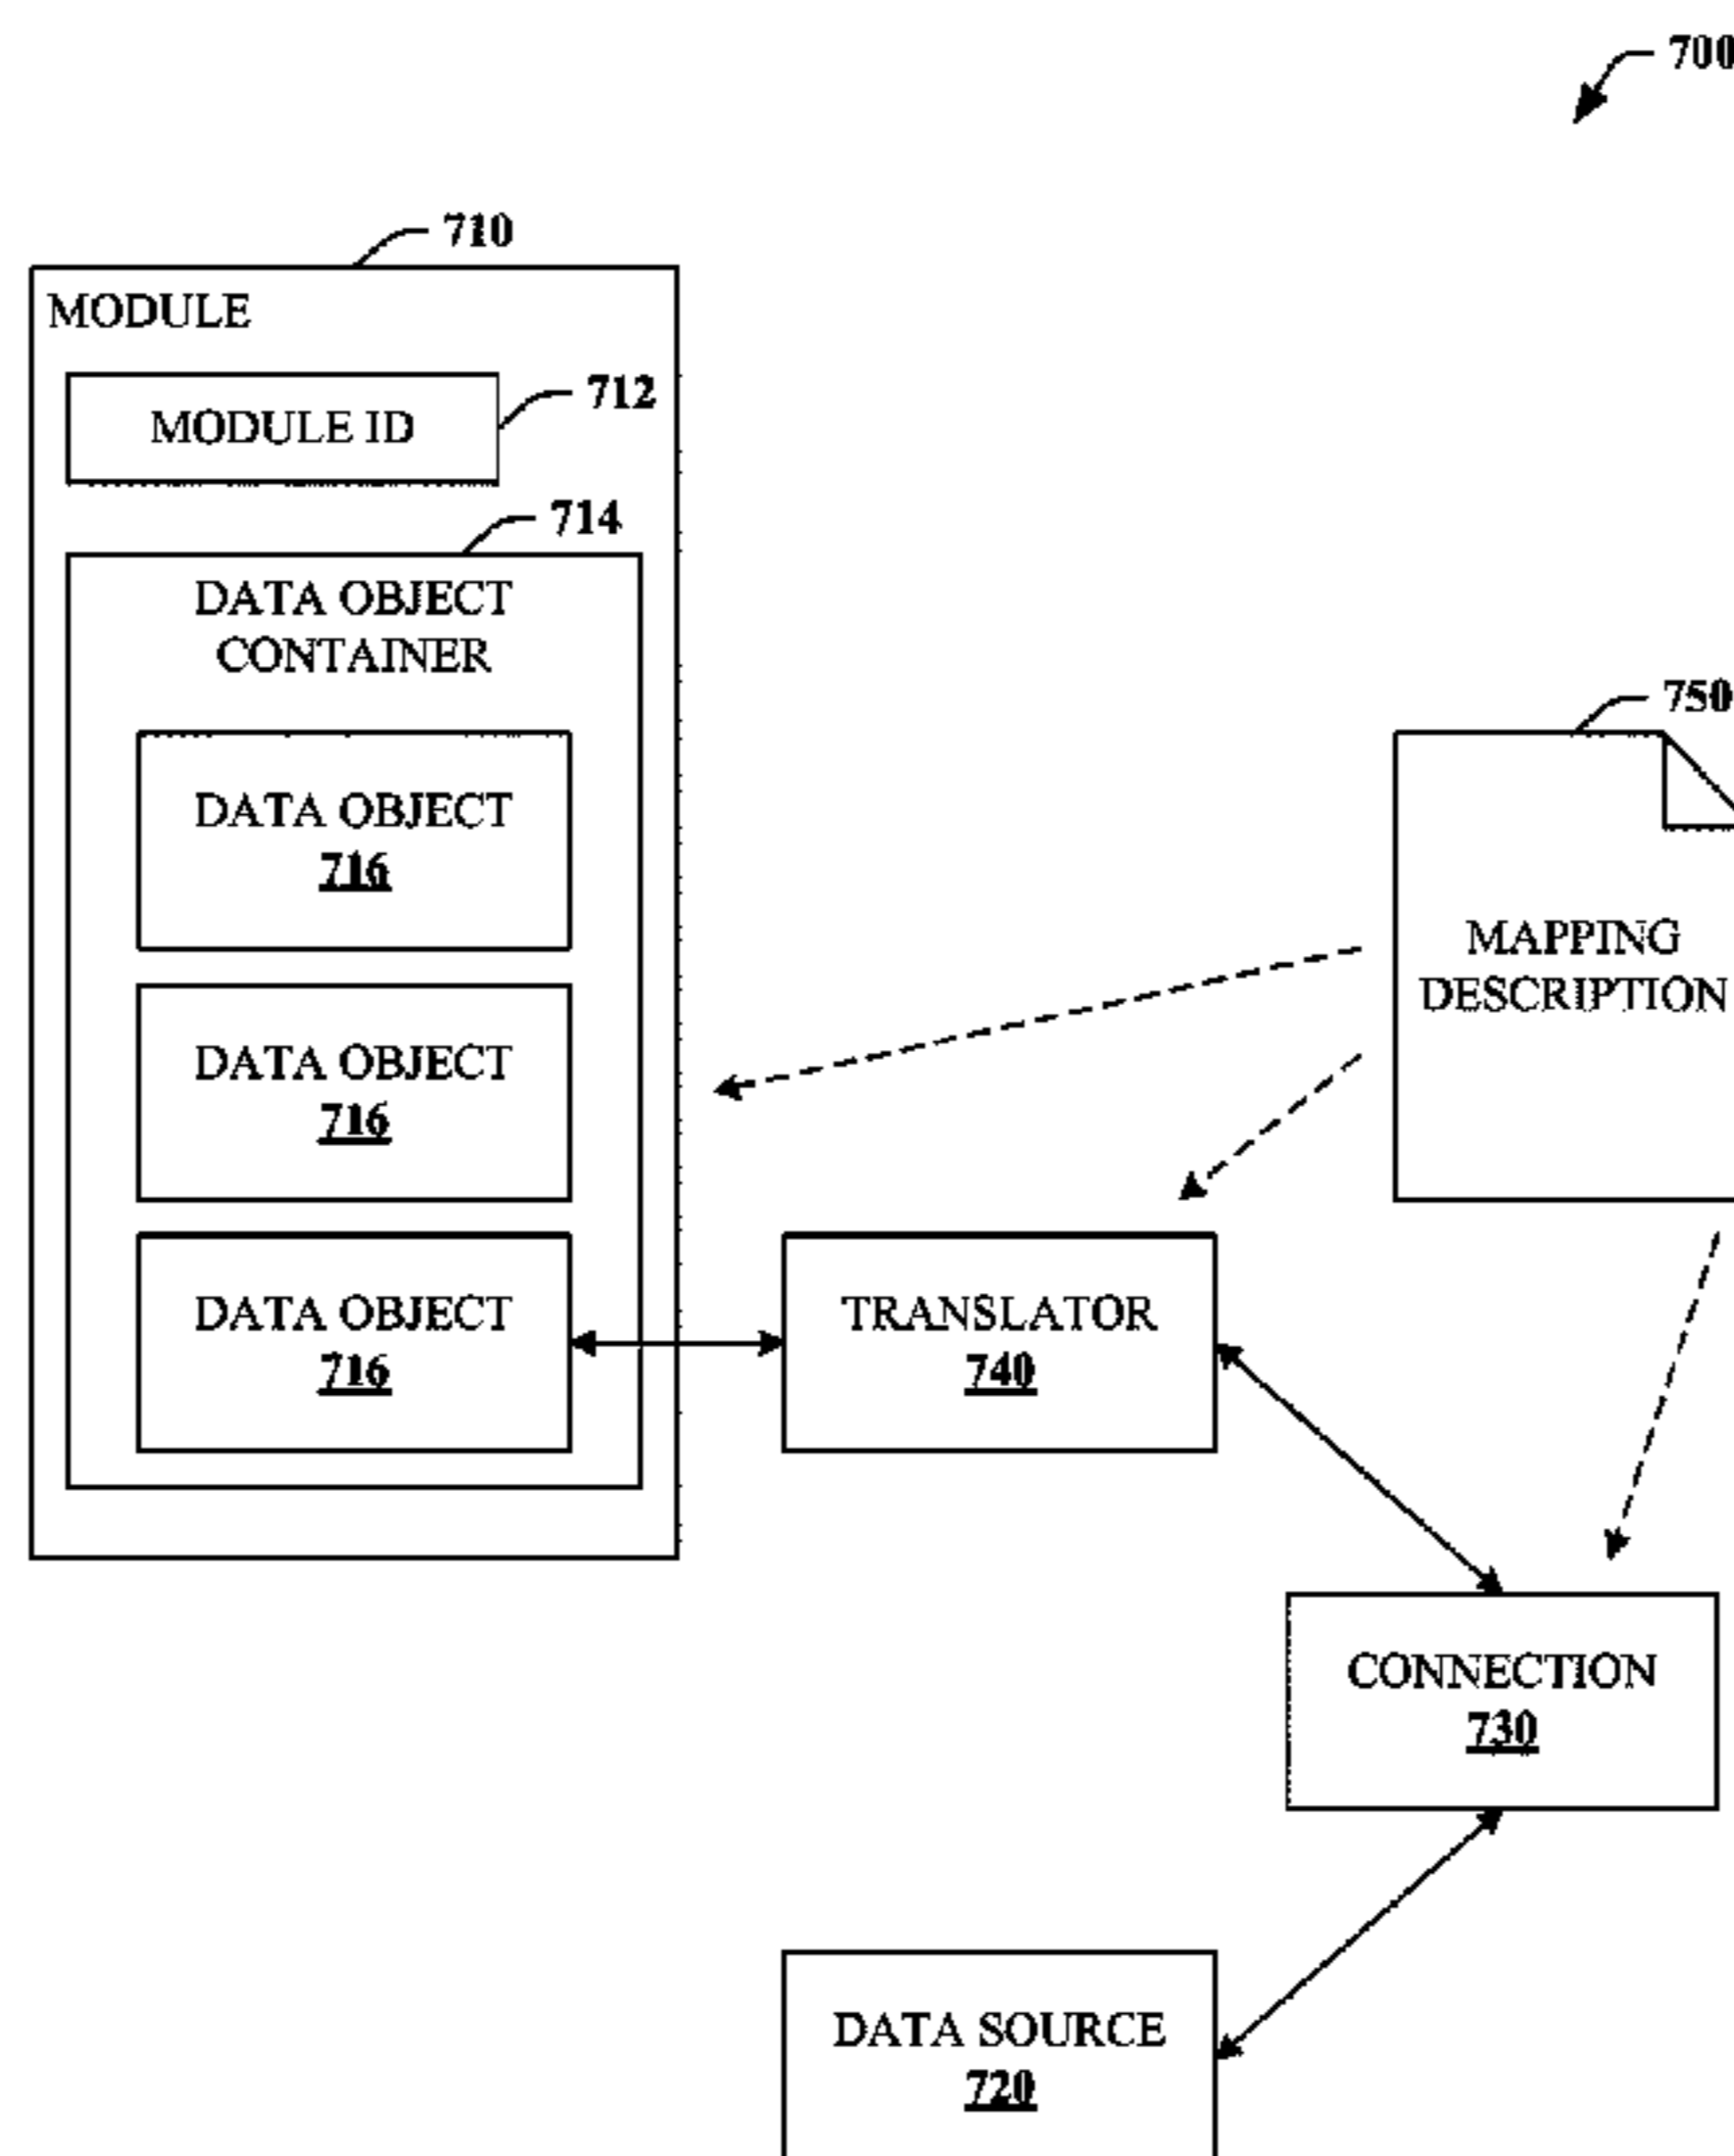 700
710
MODULE
712
MODULE ID
714
DATA OBJECT
CONTAINER
750
DATA OBJECT
716
MAPPING
DESCRIPTION
DATA OBJECT
716
DATA OBJECT
716
TRANSLATOR
740
CONNECTION
730
DATA SOURCE
720